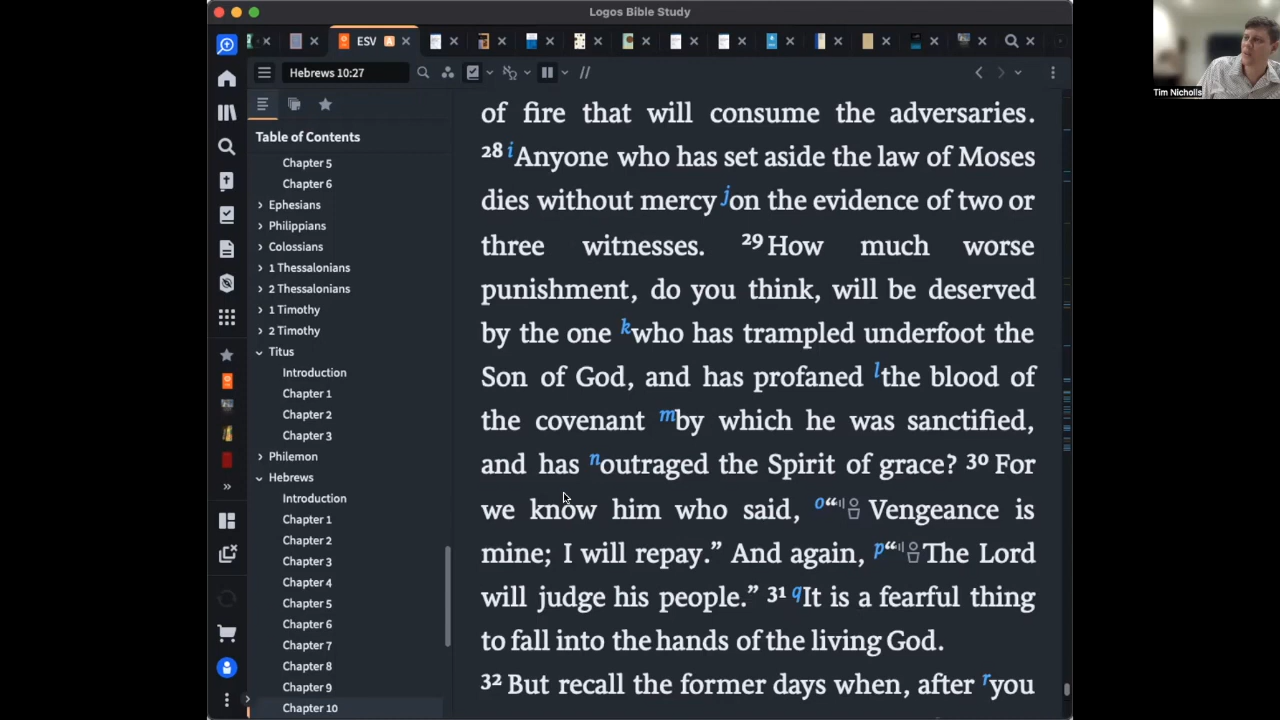 Logos Bible Study
ESV A
Hebrews 10:27
Table of Contents
Chapter 5
Chapter 6
Ephesians
Philippians
Colossians
1 Thessalonians
2 Thessalonians
1 Timothy
2 Timothy
Titus
Introduction
Chapter 1
Chapter 2
Chapter 3
Philemon
Hebrews
Introduction
Chapter 1
Chapter 2
Chapter 3
Chapter 4
Chapter 5
Chapter 6
Chapter 7
Chapter 8
Chapter 9
Chapter 10
of fire that will consume the adversaries.
28 i Anyone who has set aside the law of Moses
dies without mercy j on the evidence of two or
three witnesses. 29 How much worse
punishment, do you think, will be deserved
by the one k who has trampled underfoot the
Son of God, and has profaned l the blood of
the covenant m by which he was sanctified,
and has n outraged the Spirit of grace? 30 For
we know him who said, o “Vengeance is
mine; I will repay.” And again, p “The Lord
will judge his people.” 31 q It is a fearful thing
to fall into the hands of the living God.
32 But recall the former days when, after r you
Tim Nicholls